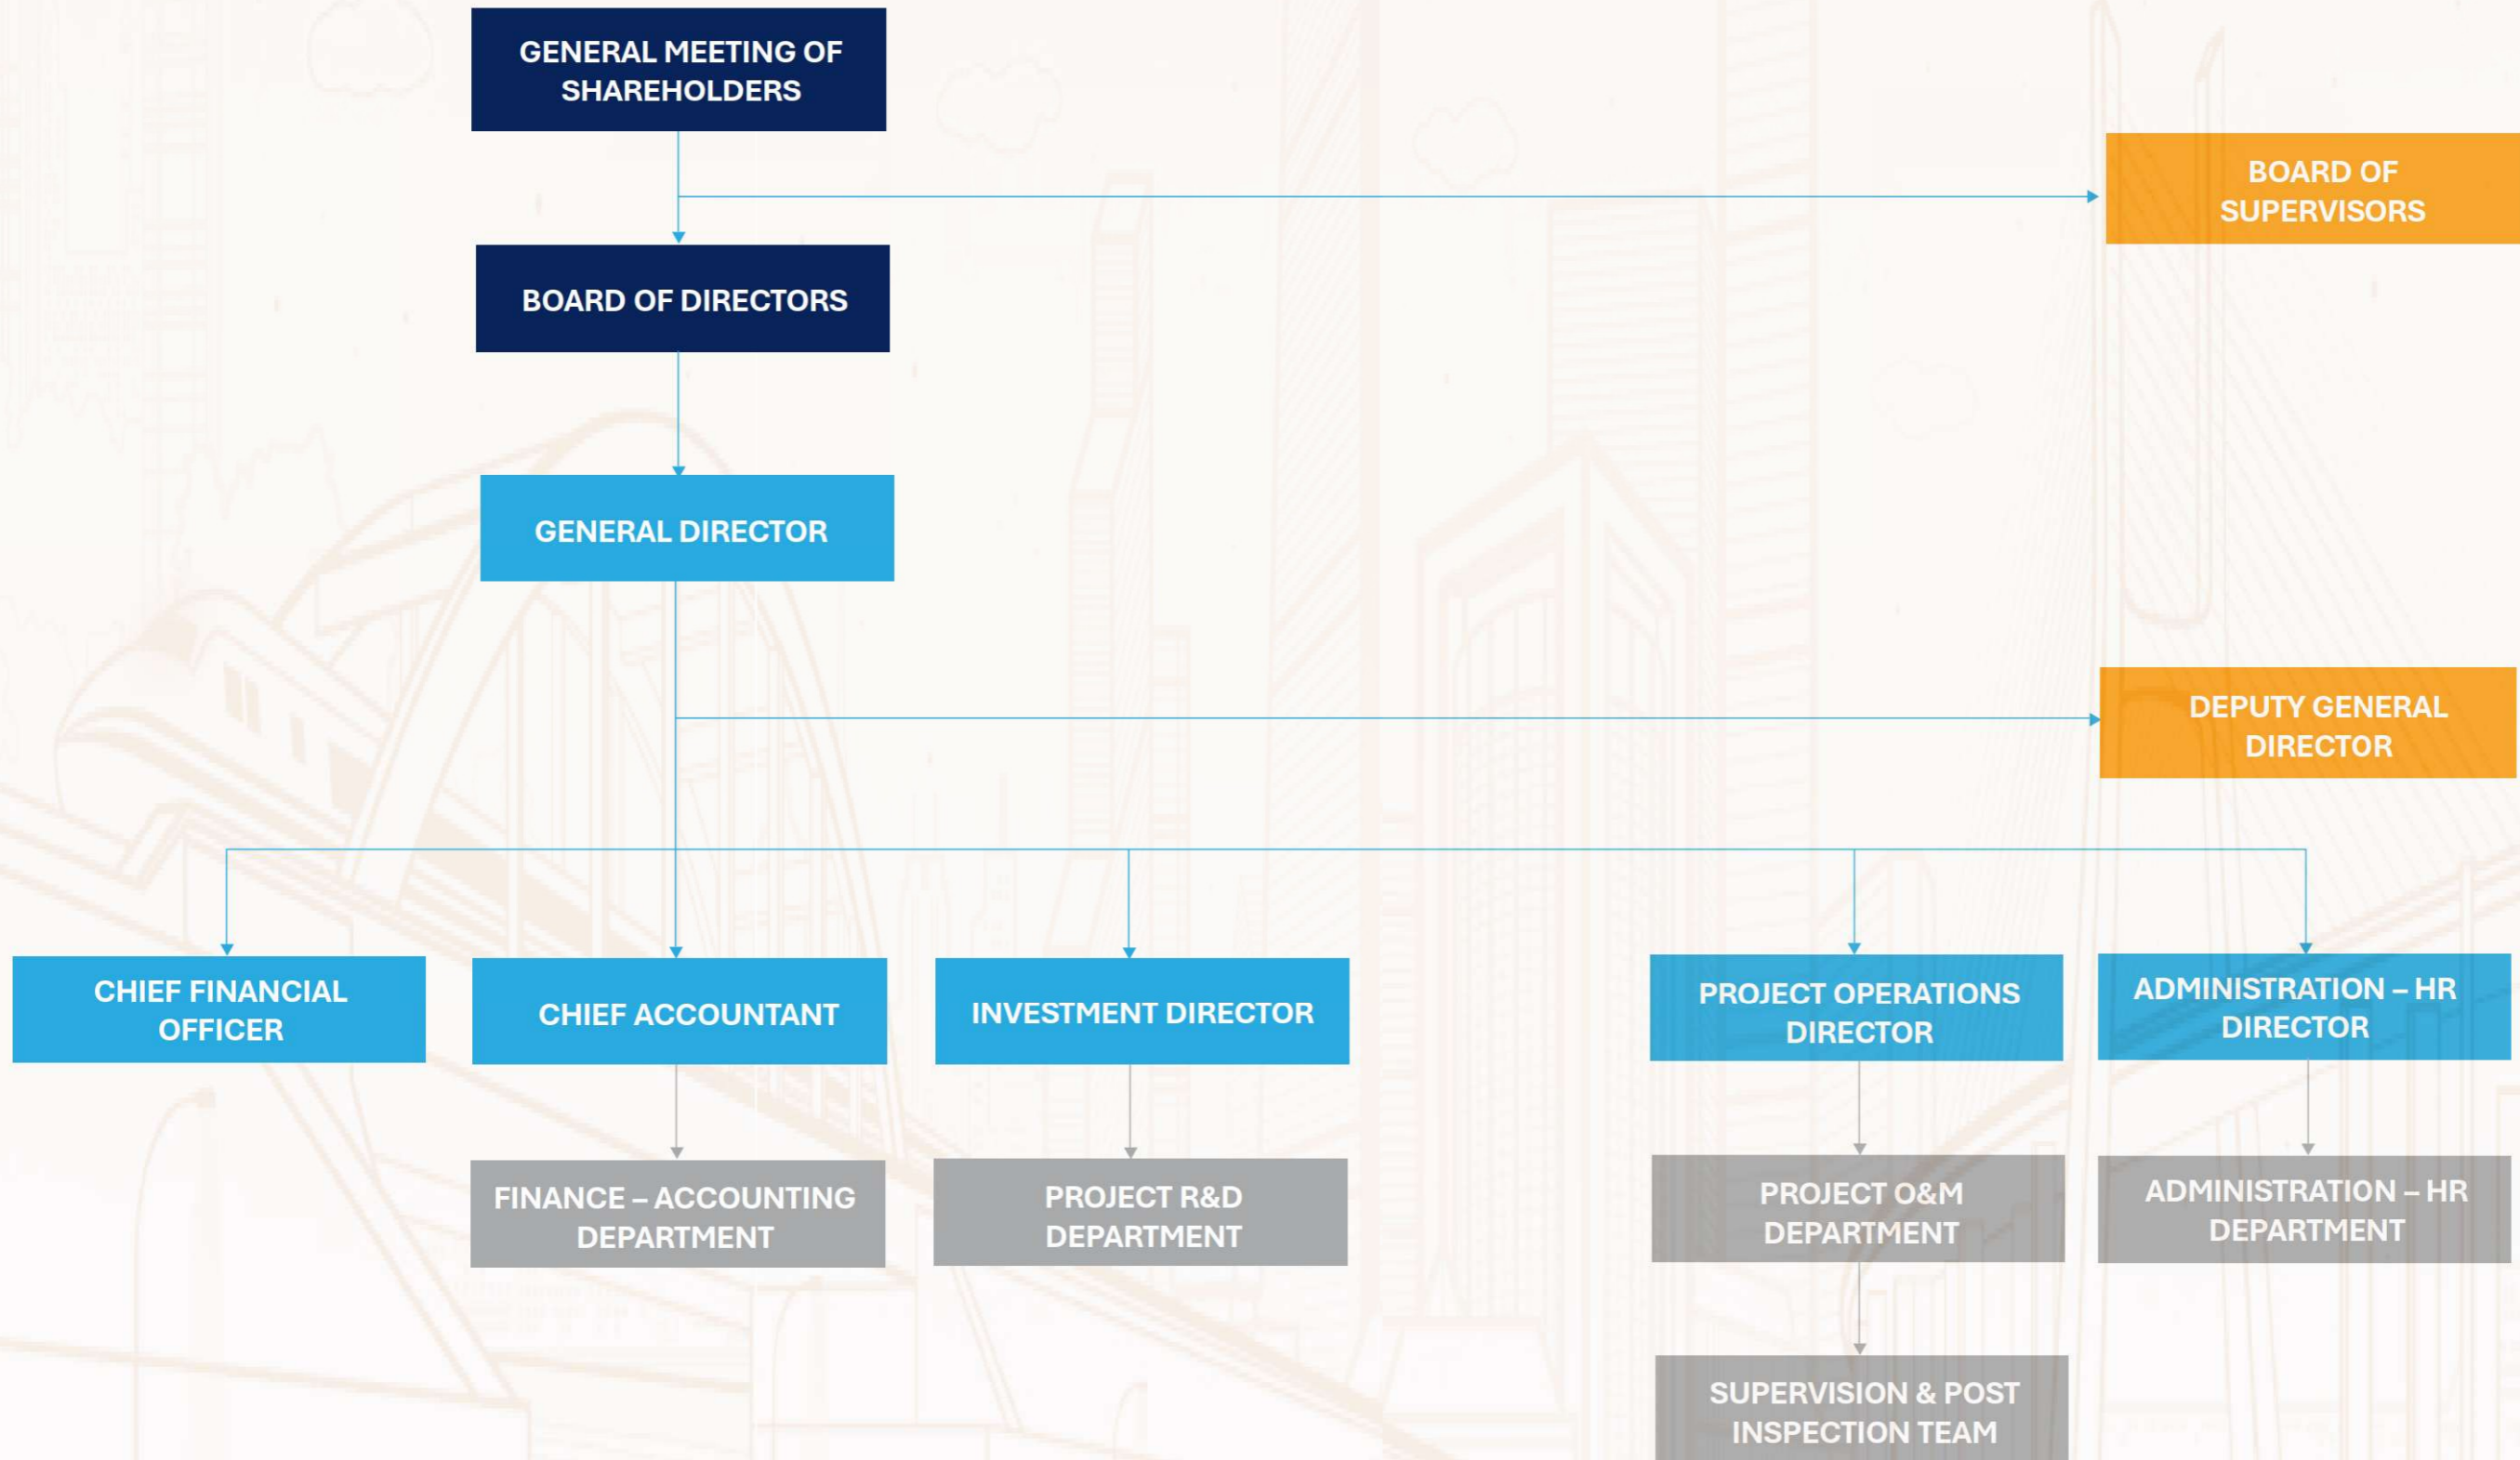 GENERAL MEETING OF
SHAREHOLDERS
BOARD OF
SUPERVISORS
BOARD OF DIRECTORS
GENERAL DIRECTOR
DEPUTY GENERAL
DIRECTOR
CHIEF FINANCIAL
OFFICER
CHIEF ACCOUNTANT
INVESTMENT DIRECTOR
PROJECT OPERATIONS
DIRECTOR
ADMINISTRATION – HR
DIRECTOR
FINANCE – ACCOUNTING
DEPARTMENT
PROJECT R&D
DEPARTMENT
PROJECT O&M
DEPARTMENT
ADMINISTRATION – HR
DEPARTMENT
SUPERVISION & POST
INSPECTION TEAM